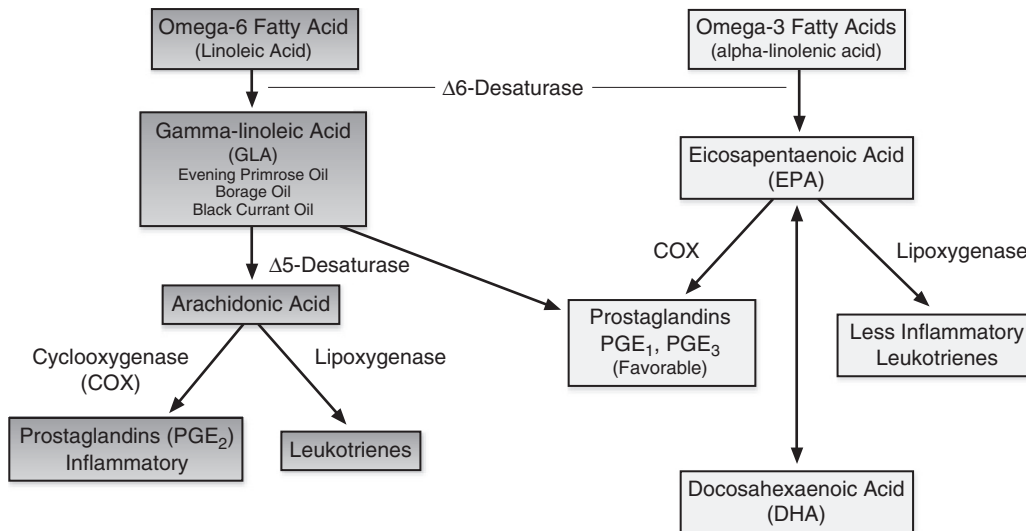 Omega-6 Fatty Acid
(Linoleic Acid)
Omega-3 Fatty Acids
(alpha-linolenic acid)
Δ6-Desaturase
Gamma-linoleic Acid
(GLA)
Evening Primrose Oil
Borage Oil
Black Currant Oil
Eicosapentaenoic Acid
(EPA)
Δ5-Desaturase
COX
Lipoxygenase
Arachidonic Acid
Prostaglandins
PGE₁, PGE₃
(Favorable)
Less Inflammatory
Leukotrienes
Cyclooxygenase
(COX)
Lipoxygenase
Prostaglandins (PGE₂)
Inflammatory
Leukotrienes
Docosahexaenoic Acid
(DHA)